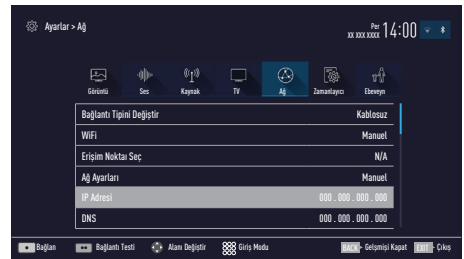 Ayarlar > Ağ
Per
xx xxx xxxx 14:00
Görüntü Ses Kaynak TV Ağ Zamanlayıcı Ebeveyn
Bağlantı Tipini Değiştir Kablosuz
WiFi Manuel
Erişim Noktaı Seç N/A
Ağ Ayarları Manuel
IP Adresi 000 . 000 . 000 . 000
DNS 000 . 000 . 000 . 000
Bağlan Bağlantı Testi Alanı Değiştir Giriş Modu BACK - Gelşmişi Kapat EXIT - Çıkış